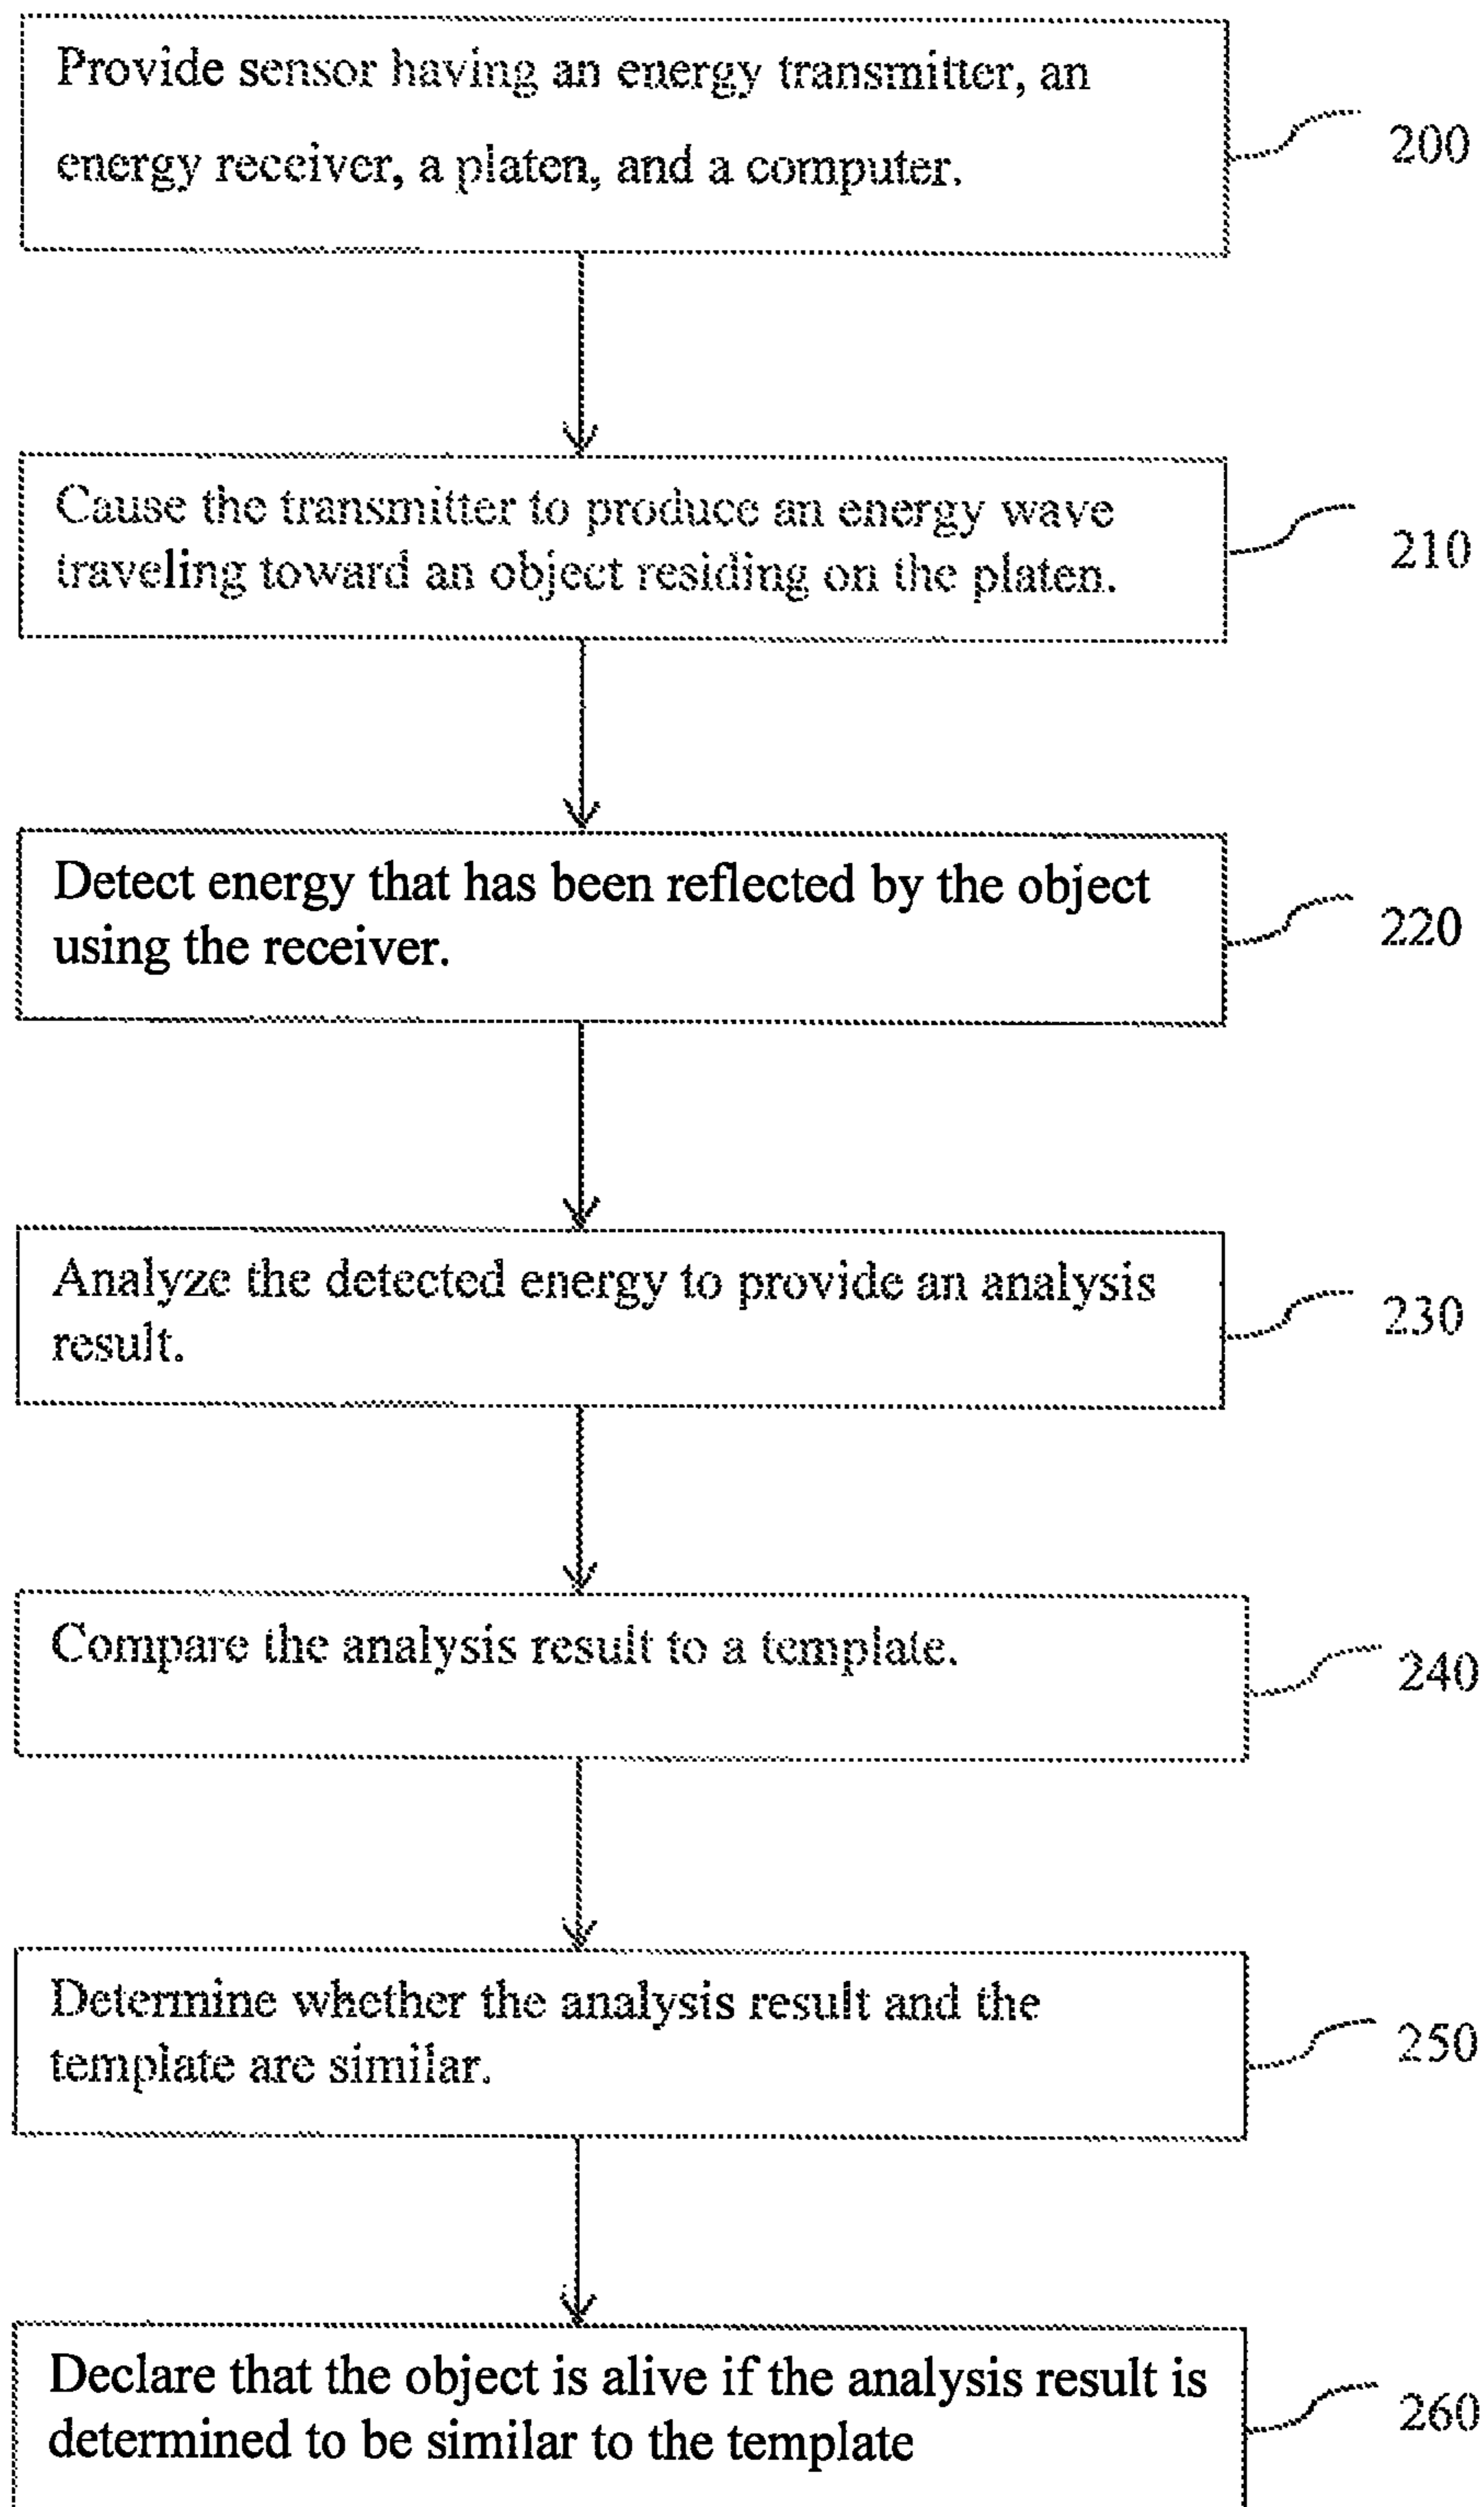 Provide sensor having an energy transmitter, an
energy receiver, a platen, and a computer.
200
Cause the transmitter to produce an energy wave
traveling toward an object residing on the platen.
210
Detect energy that has been reflected by the object
using the receiver.
220
Analyze the detected energy to provide an analysis
result.
230
Compare the analysis result to a template.
240
Determine whether the analysis result and the
template are similar.
250
Declare that the object is alive if the analysis result is
determined to be similar to the template
260